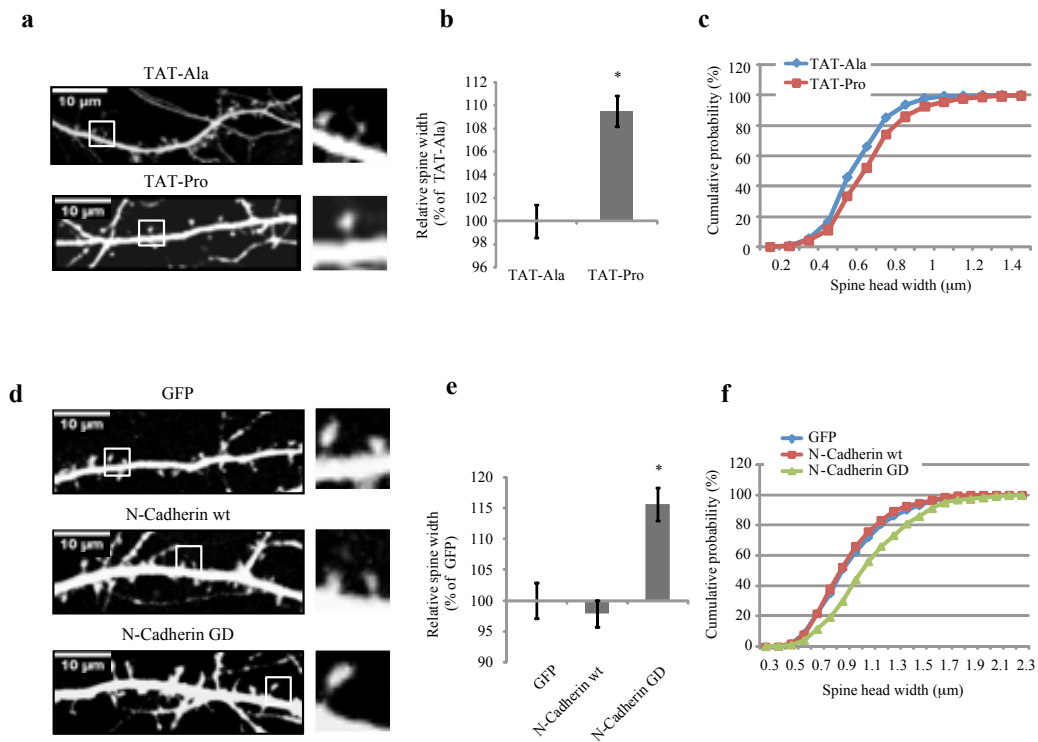 a
TAT-Ala
10 µm
TAT-Pro
10 µm
b
Relative spine width
(% of TAT-Ala)
112
110
108
106
104
102
100
98
96
*
TAT-Ala
TAT-Pro
c
TAT-Ala
TAT-Pro
Cumulative probability (%)
120
100
80
60
40
20
0
0.2 0.4 0.6 0.8 1 1.2 1.4
Spine head width (µm)
d
GFP
10 µm
N-Cadherin wt
10 µm
N-Cadherin GD
10 µm
e
Relative spine width
(% of GFP)
120
115
110
105
100
95
90
*
GFP
N-Cadherin wt
N-Cadherin GD
f
GFP
N-Cadherin wt
N-Cadherin GD
Cumulative probability (%)
120
100
80
60
40
20
0
0.3 0.5 0.7 0.9 1.1 1.3 1.5 1.7 1.9 2.1 2.3
Spine head width (µm)